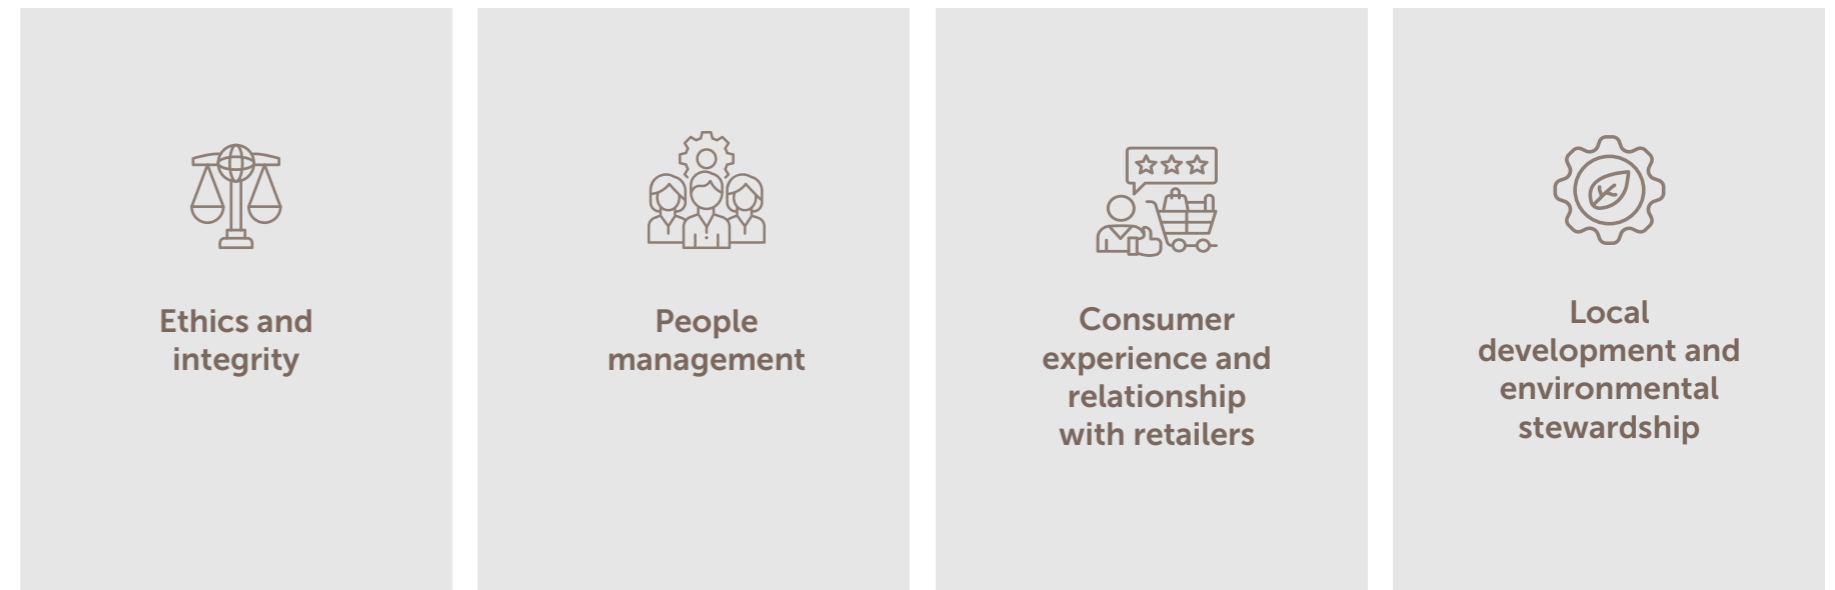 Ethics and
integrity
People
management
Consumer
experience and
relationship
with retailers
Local
development and
environmental
stewardship